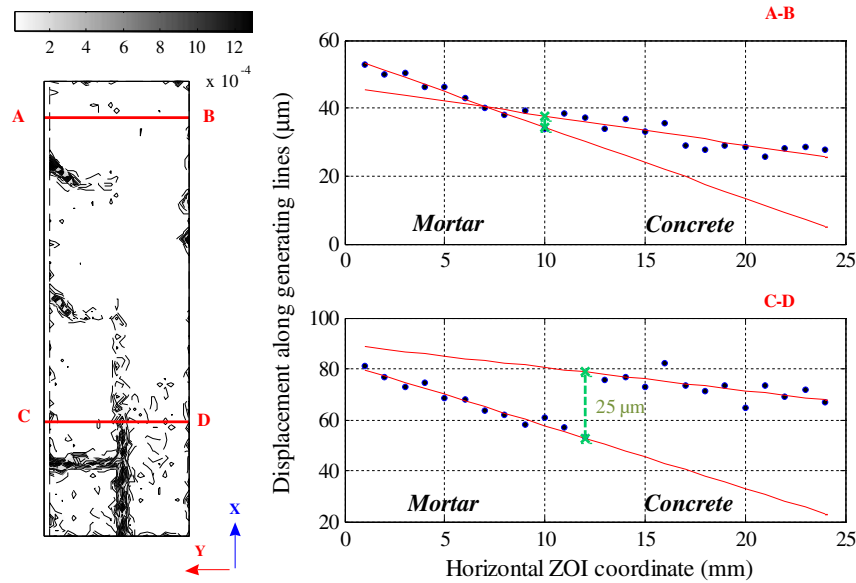 2 4 6 8 10 12
x 10-4
A B
C D
X
Y
A-B
60
40
20
0
0 5 10 15 20 25
Mortar Concrete
Displacement along generating lines (µm)
C-D
100
80
60
40
20
0 5 10 15 20 25
25 µm
Mortar Concrete
Horizontal ZOI coordinate (mm)